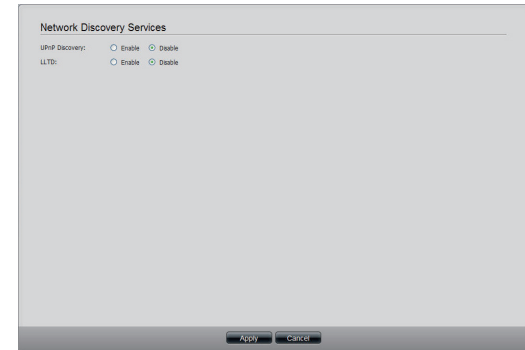 Network Discovery Services
UPnP Discovery: Enable Disable
LLTD: Enable Disable
Apply Cancel